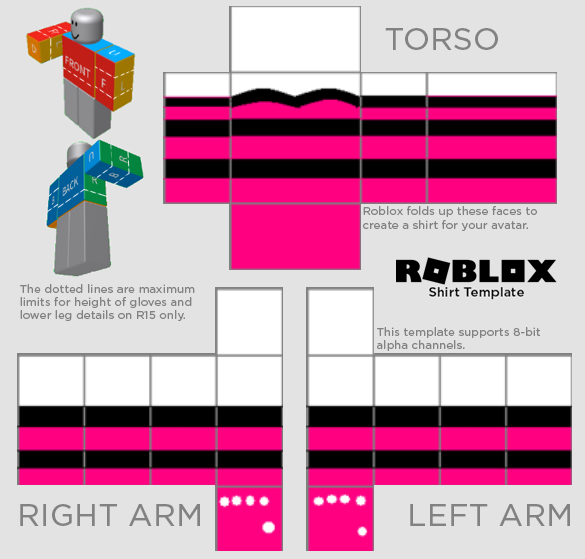 TORSO
FRONT
F
L
U
D
R
BACK
U
R
R
B
B
Roblox folds up these faces to
create a shirt for your avatar.
ROBLOX
Shirt Template
The dotted lines are maximum
limits for height of gloves and
lower leg details on R15 only.
This template supports 8-bit
alpha channels.
RIGHT ARM
LEFT ARM